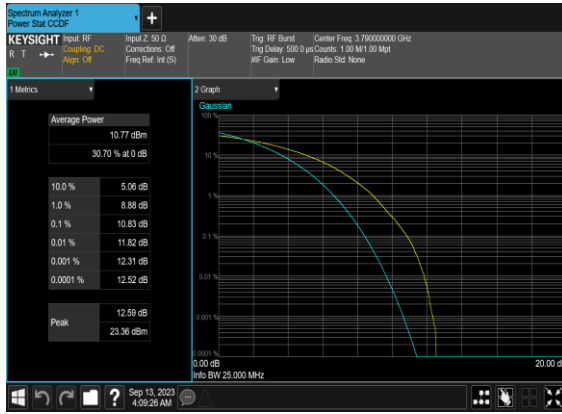 Spectrum Analyzer 1
Power Stat CCDF
+
KEYSIGHT
R T
LXI
Input: RF
Coupling: DC
Align: Off
Input Z: 50 Ω
Corrections: Off
Freq Ref: Int (S)
Atten: 30 dB
Trig: RF Burst
Trig Delay: 500.0 µs
#IF Gain: Low
Center Freq: 3.790000000 GHz
Counts: 1.00 M/1.00 Mpt
Radio Std: None
1 Metrics
Average Power
10.77 dBm
30.70 % at 0 dB
10.0 % 5.06 dB
1.0 % 8.88 dB
0.1 % 10.83 dB
0.01 % 11.82 dB
0.001 % 12.31 dB
0.0001 % 12.52 dB
Peak
12.59 dB
23.36 dBm
2 Graph
Gaussian
100 %
10 %
1 %
0.1 %
0.01 %
0.001 %
0.0001 %
0.00 dB
20.00 d
Info BW 25.000 MHz
?
Sep 13, 2023
4:09:26 AM